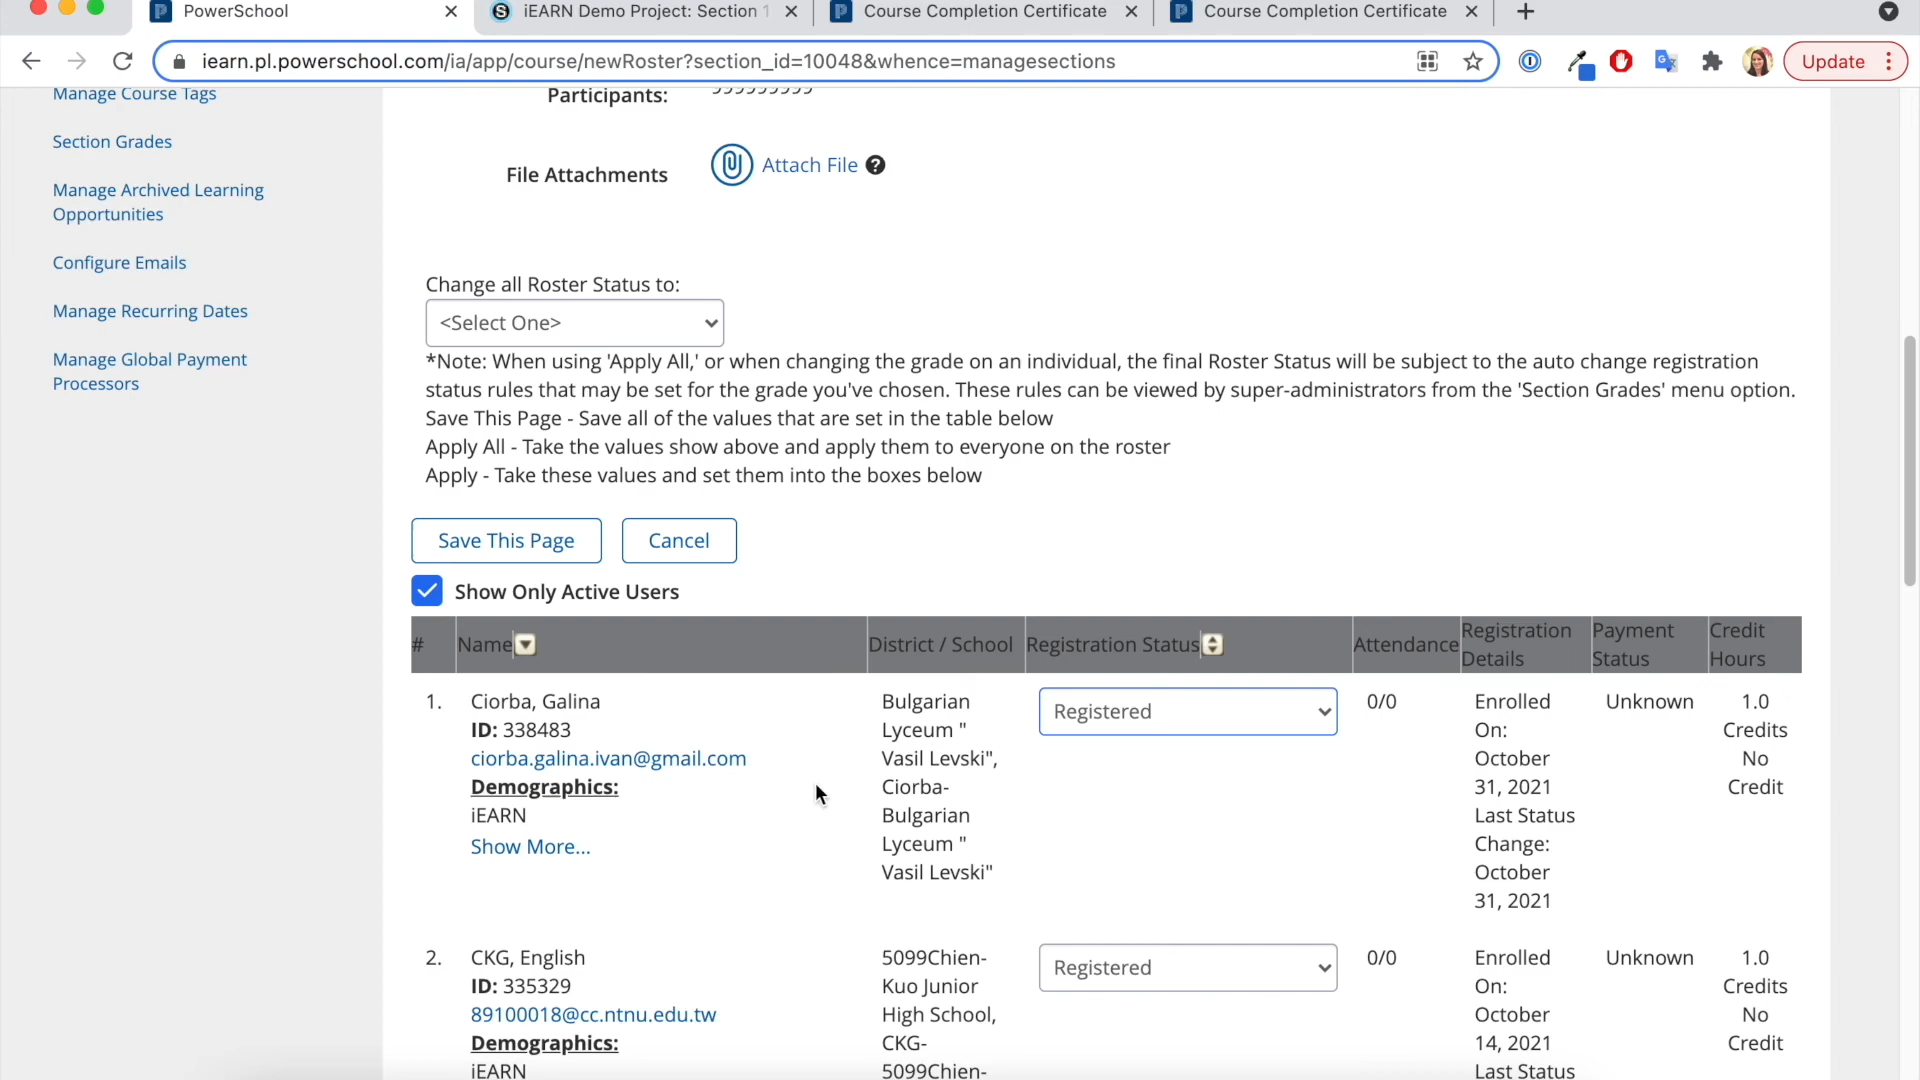 PowerSchool
iEARN Demo Project: Section 1
Course Completion Certificate
Course Completion Certificate
iearn.pl.powerschool.com/ia/app/course/newRoster?section_id=10048&whence=managesections
Update
Manage Course Tags
Section Grades
Manage Archived Learning
Opportunities
Configure Emails
Manage Recurring Dates
Manage Global Payment
Processors
Participants:
999999999
File Attachments
Attach File
Change all Roster Status to:
<Select One>
*Note: When using 'Apply All,' or when changing the grade on an individual, the final Roster Status will be subject to the auto change registration
status rules that may be set for the grade you've chosen. These rules can be viewed by super-administrators from the 'Section Grades' menu option.
Save This Page - Save all of the values that are set in the table below
Apply All - Take the values show above and apply them to everyone on the roster
Apply - Take these values and set them into the boxes below
Save This Page
Cancel
Show Only Active Users
# Name District / School Registration Status Attendance Registration Details Payment Status Credit Hours
1.
Ciorba, Galina
ID: 338483
ciorba.galina.ivan@gmail.com
Demographics:
iEARN
Show More...
Bulgarian
Lyceum "
Vasil Levski",
Ciorba-
Bulgarian
Lyceum "
Vasil Levski"
Registered
0/0
Enrolled
On:
October
31, 2021
Last Status
Change:
October
31, 2021
Unknown
1.0
Credits
No
Credit
2.
CKG, English
ID: 335329
89100018@cc.ntnu.edu.tw
Demographics:
iEARN
5099Chien-
Kuo Junior
High School,
CKG-
5099Chien-
Registered
0/0
Enrolled
On:
October
14, 2021
Last Status
Unknown
1.0
Credits
No
Credit